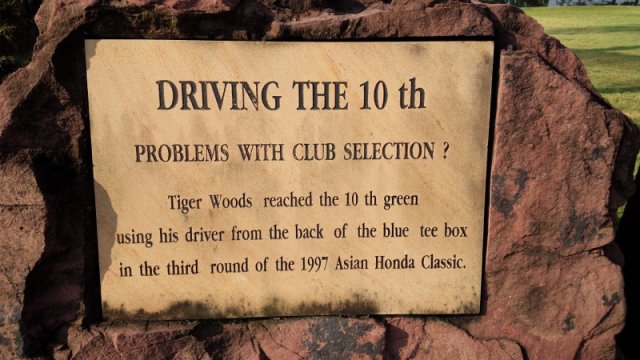 DRIVING THE 10 th
PROBLEMS WITH CLUB SELECTION ?
Tiger Woods reached the 10 th green
using his driver from the back of the blue tee box
in the third round of the 1997 Asian Honda Classic.